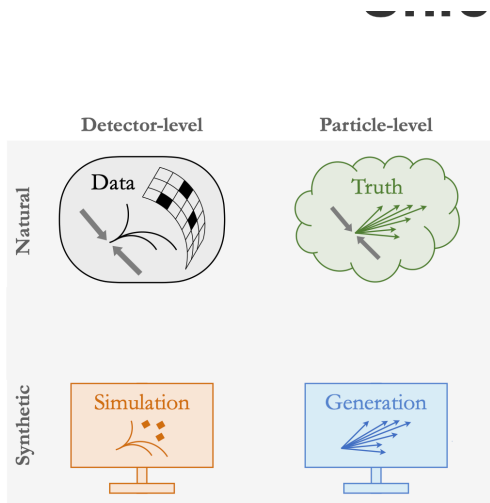 Detector-level
Particle-level
Natural
Data
Truth
Synthetic
Simulation
Generation